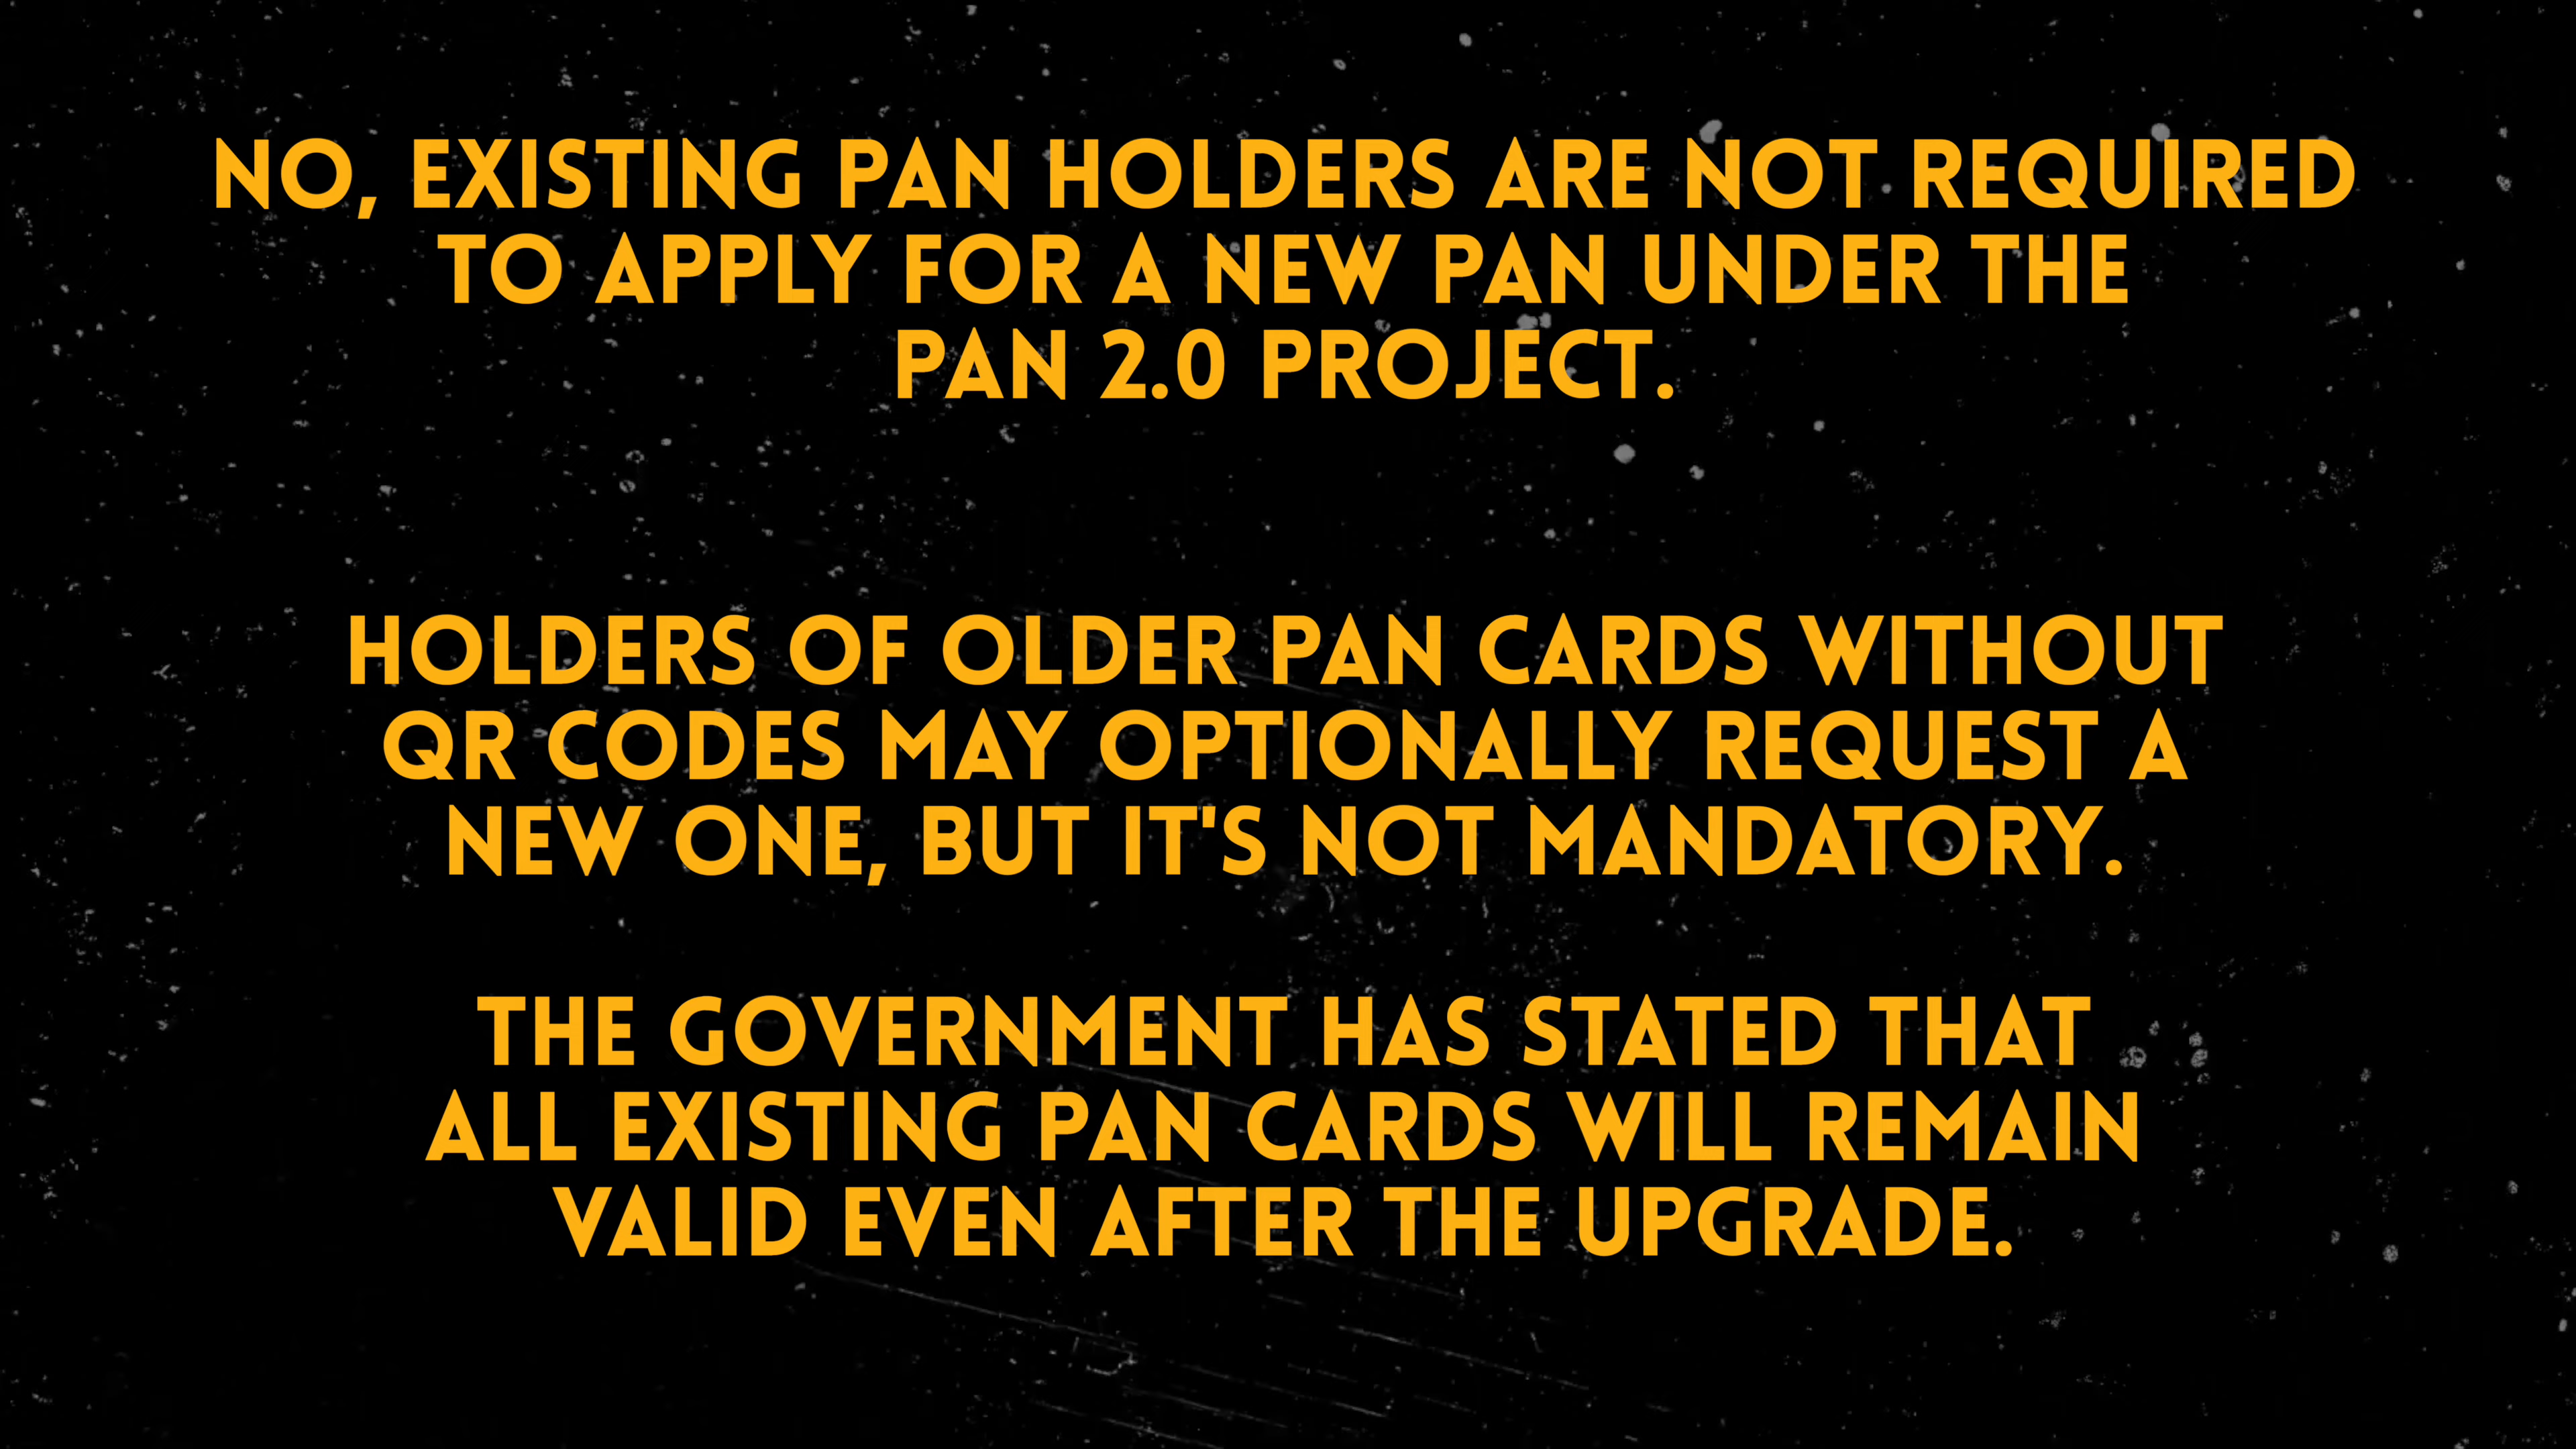 NO, EXISTING PAN HOLDERS ARE NOT REQUIRED
TO APPLY FOR A NEW PAN UNDER THE
PAN 2.0 PROJECT.
HOLDERS OF OLDER PAN CARDS WITHOUT
QR CODES MAY OPTIONALLY REQUEST A
NEW ONE, BUT IT'S NOT MANDATORY.
THE GOVERNMENT HAS STATED THAT
ALL EXISTING PAN CARDS WILL REMAIN
VALID EVEN AFTER THE UPGRADE.